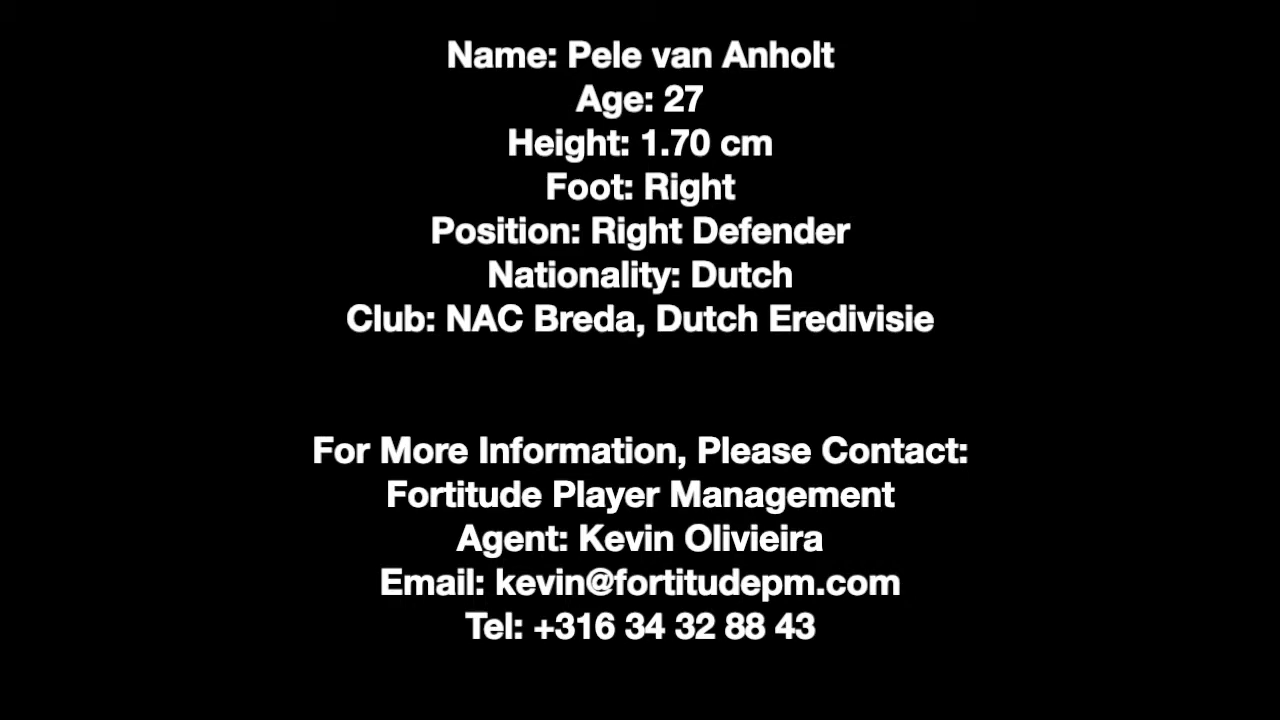 Name: Pele van Anholt
Age: 27
Height: 1.70 cm
Foot: Right
Position: Right Defender
Nationality: Dutch
Club: NAC Breda, Dutch Eredivisie
For More Information, Please Contact:
Fortitude Player Management
Agent: Kevin Olivieira
Email: kevin@fortitudepm.com
Tel: +316 34 32 88 43